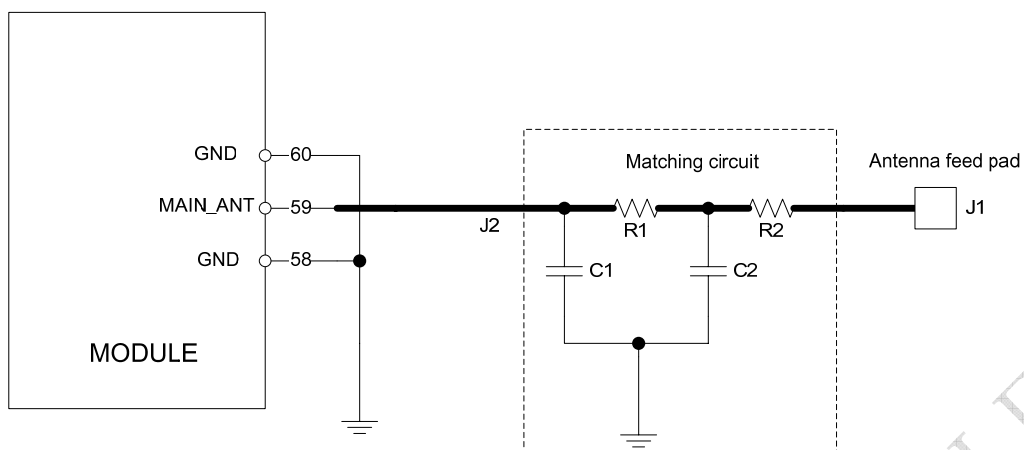 GND 60
MAIN_ANT 59
GND 58
MODULE
J2
Matching circuit
R1
R2
C1
C2
Antenna feed pad
J1